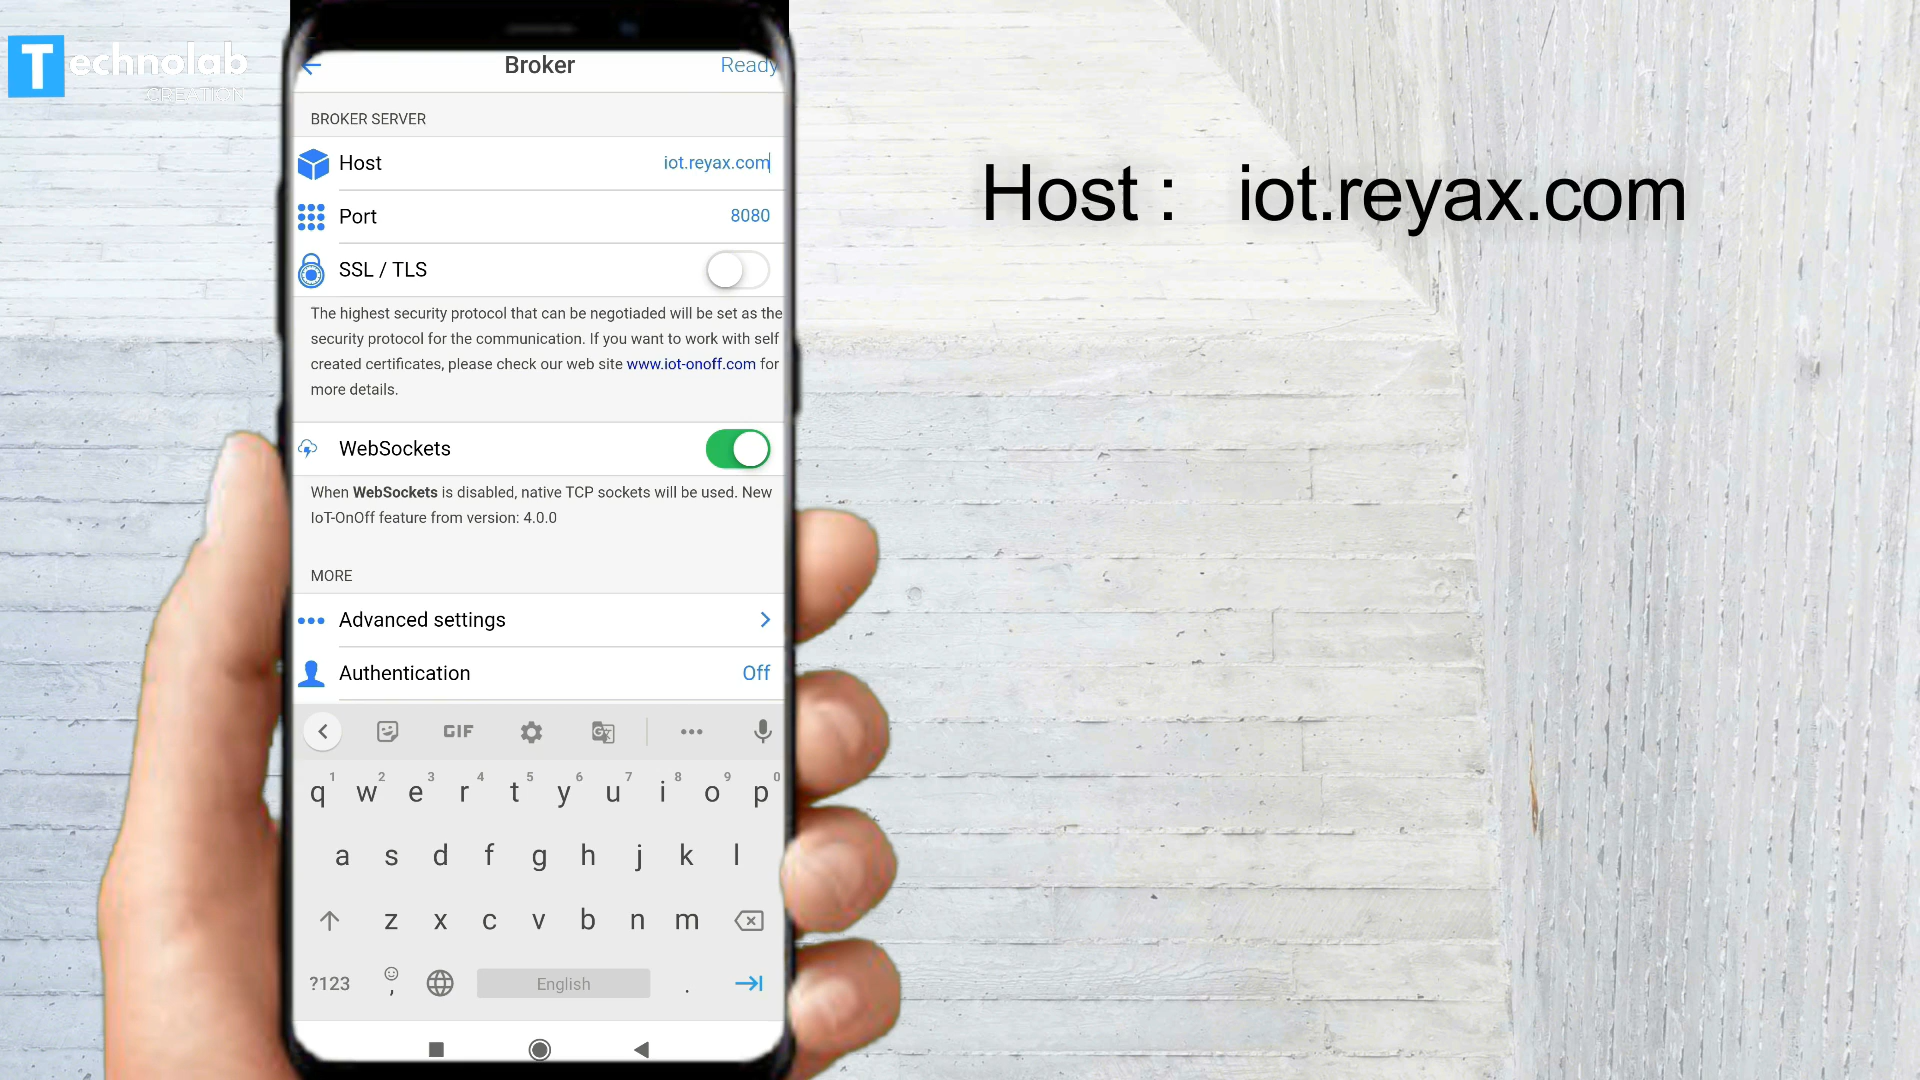 Technolab
CREATION
Broker
Ready
BROKER SERVER
Host
iot.reyax.com
Port
8080
SSL / TLS
The highest security protocol that can be negotiaded will be set as the
security protocol for the communication. If you want to work with self
created certificates, please check our web site www.iot-onoff.com for
more details.
WebSockets
When WebSockets is disabled, native TCP sockets will be used. New
IoT-OnOff feature from version: 4.0.0
MORE
Advanced settings
Authentication
Off
GIF
1 2 3 4 5 6 7 8 9 0
q w e r t y u i o p
a s d f g h j k l
z x c v b n m
?123 , English .
Host : iot.reyax.com